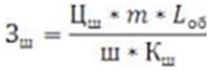 З_ш = (Ц_ш * m * L_об) / (ш * К_ш)